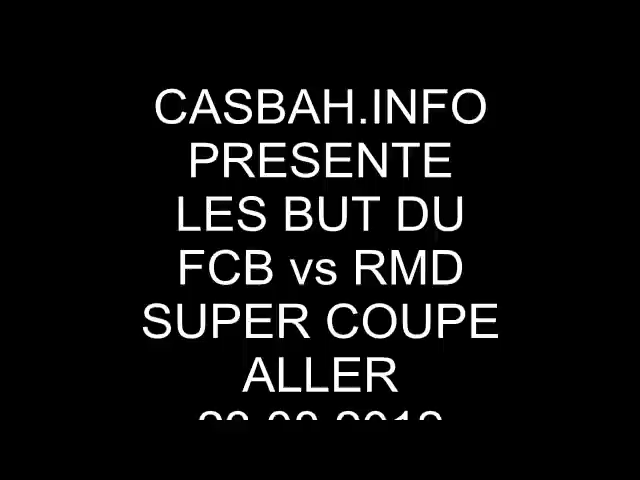 CASBAH.INFO
PRESENTE
LES BUT DU
FCB vs RMD
SUPER COUPE
ALLER